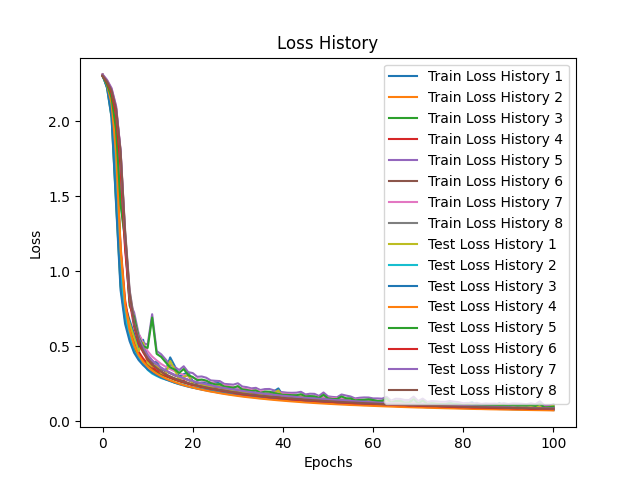 Loss History
Loss
2.0
1.5
1.0
0.5
0.0
Train Loss History 1
Train Loss History 2
Train Loss History 3
Train Loss History 4
Train Loss History 5
Train Loss History 6
Train Loss History 7
Train Loss History 8
Test Loss History 1
Test Loss History 2
Test Loss History 3
Test Loss History 4
Test Loss History 5
Test Loss History 6
Test Loss History 7
Test Loss History 8
0 20 40 60 80 100
Epochs